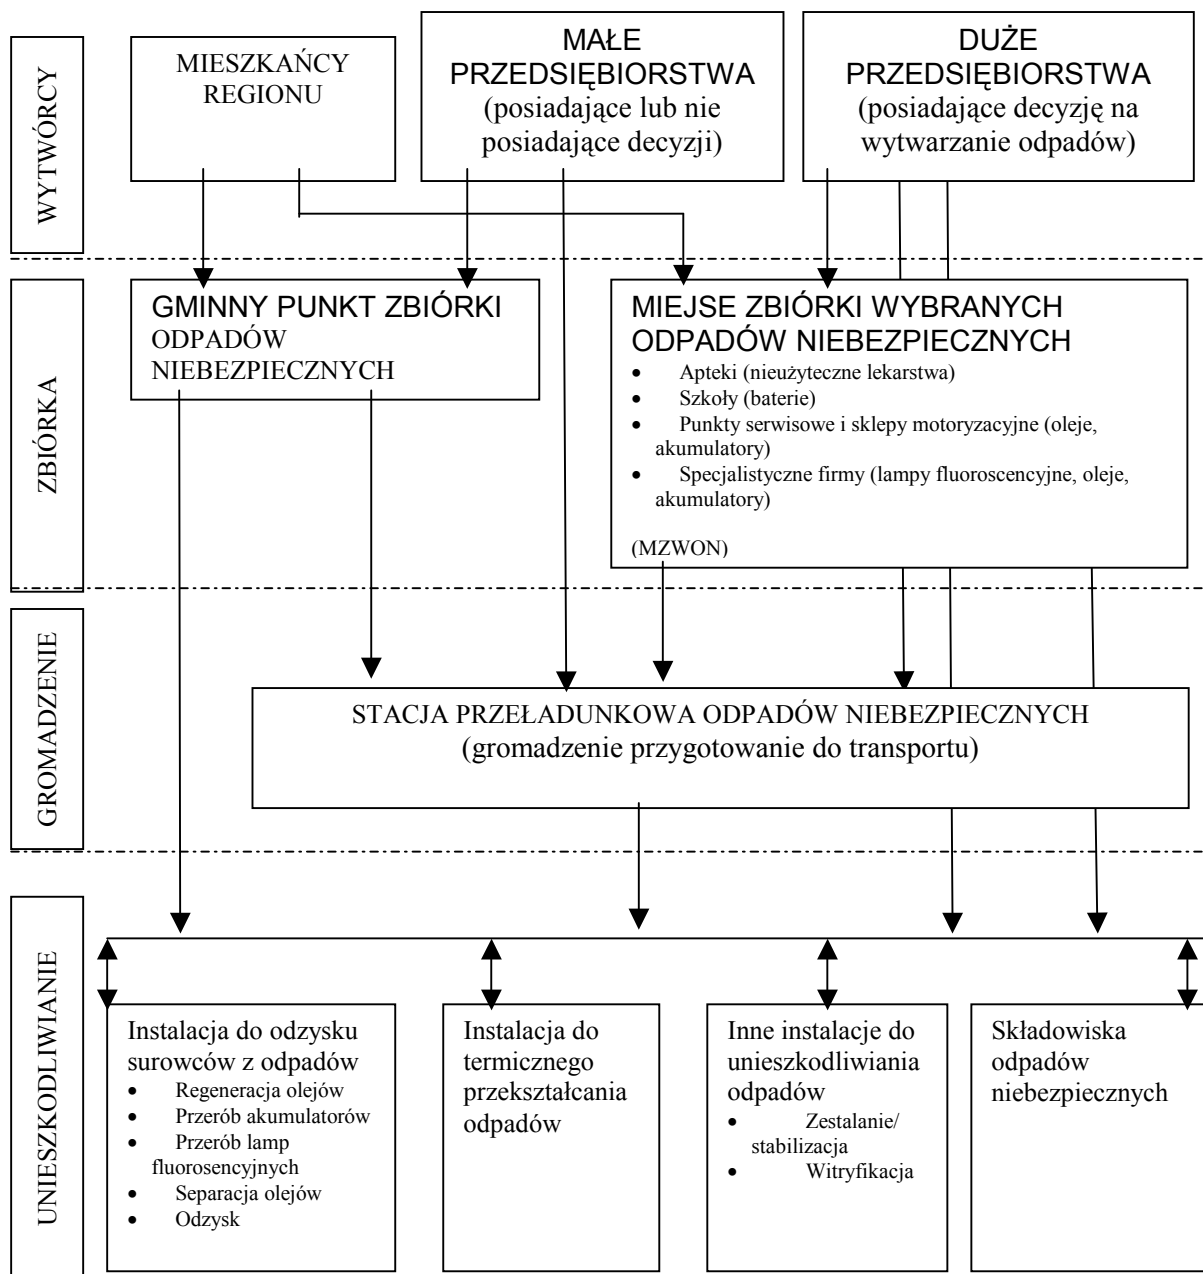 WYTWÓRCY
MIESZKAŃCY
REGIONU
MAŁE
PRZEDSIĘBIORSTWA
(posiadające lub nie
posiadające decyzji)
DUŻE
PRZEDSIĘBIORSTWA
(posiadające decyzję na
wytwarzanie odpadów)
ZBIÓRKA
GMINNY PUNKT ZBIÓRKI
ODPADÓW
NIEBEZPIECZNYCH
MIEJSE ZBIÓRKI WYBRANYCH
ODPADÓW NIEBEZPIECZNYCH
• Apteki (nieużyteczne lekarstwa)
• Szkoły (baterie)
• Punkty serwisowe i sklepy motoryzacyjne (oleje,
akumulatory)
• Specjalistyczne firmy (lampy fluoroscencyjne, oleje,
akumulatory)
(MZWON)
GROMADZENIE
STACJA PRZEŁADUNKOWA ODPADÓW NIEBEZPIECZNYCH
(gromadzenie przygotowanie do transportu)
UNIESZKODLIWIANIE
Instalacja do odzysku
surowców z odpadów
• Regeneracja olejów
• Przerób akumulatorów
• Przerób lamp
fluorosencyjnych
• Separacja olejów
• Odzysk
Instalacja do
termicznego
przekształcania
odpadów
Inne instalacje do
unieszkodliwiania
odpadów
• Zestalanie/
stabilizacja
• Witryfikacja
Składowiska
odpadów
niebezpiecznych